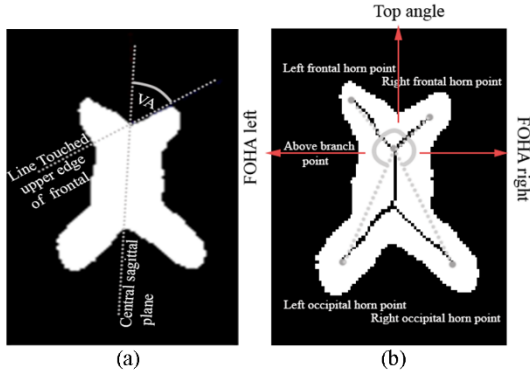 VA
Line Touched
upper edge
of frontal
Central sagittal
plane
(a)
Top angle
Left frontal horn point
Right frontal horn point
FOHA left
Above branch
point
FOHA right
Left occipital horn point
Right occipital horn point
(b)